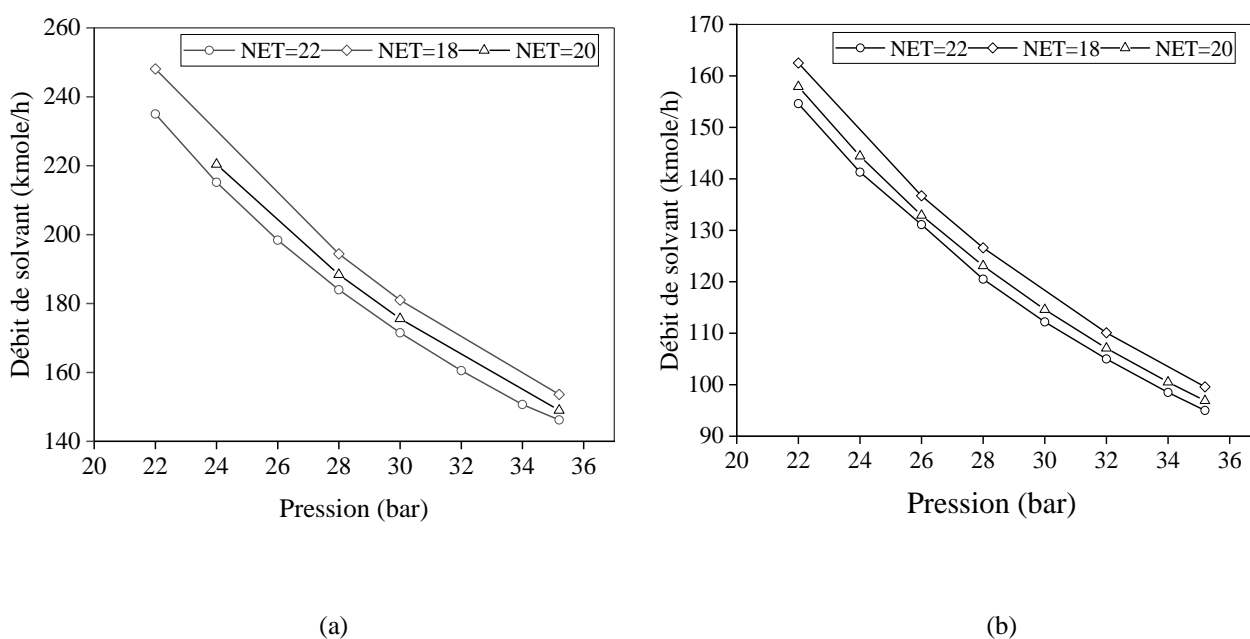 260
240
220
200
180
160
140
Débit de solvant (kmole/h)
NET=22 NET=18 NET=20
20 22 24 26 28 30 32 34 36
Pression (bar)
(a)
170
160
150
140
130
120
110
100
90
Débit de solvant (kmole/h)
NET=22 NET=18 NET=20
20 22 24 26 28 30 32 34 36
Pression (bar)
(b)